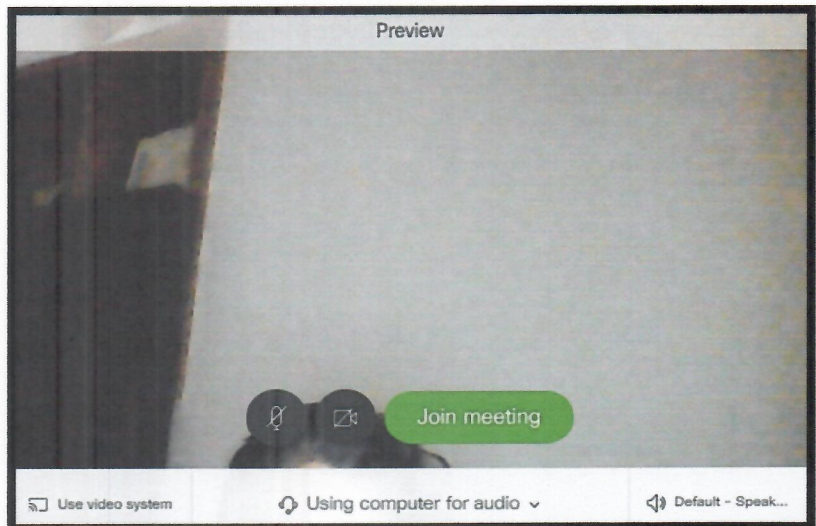 Preview
Join meeting
Use video system
Using computer for audio
Default - Speak...